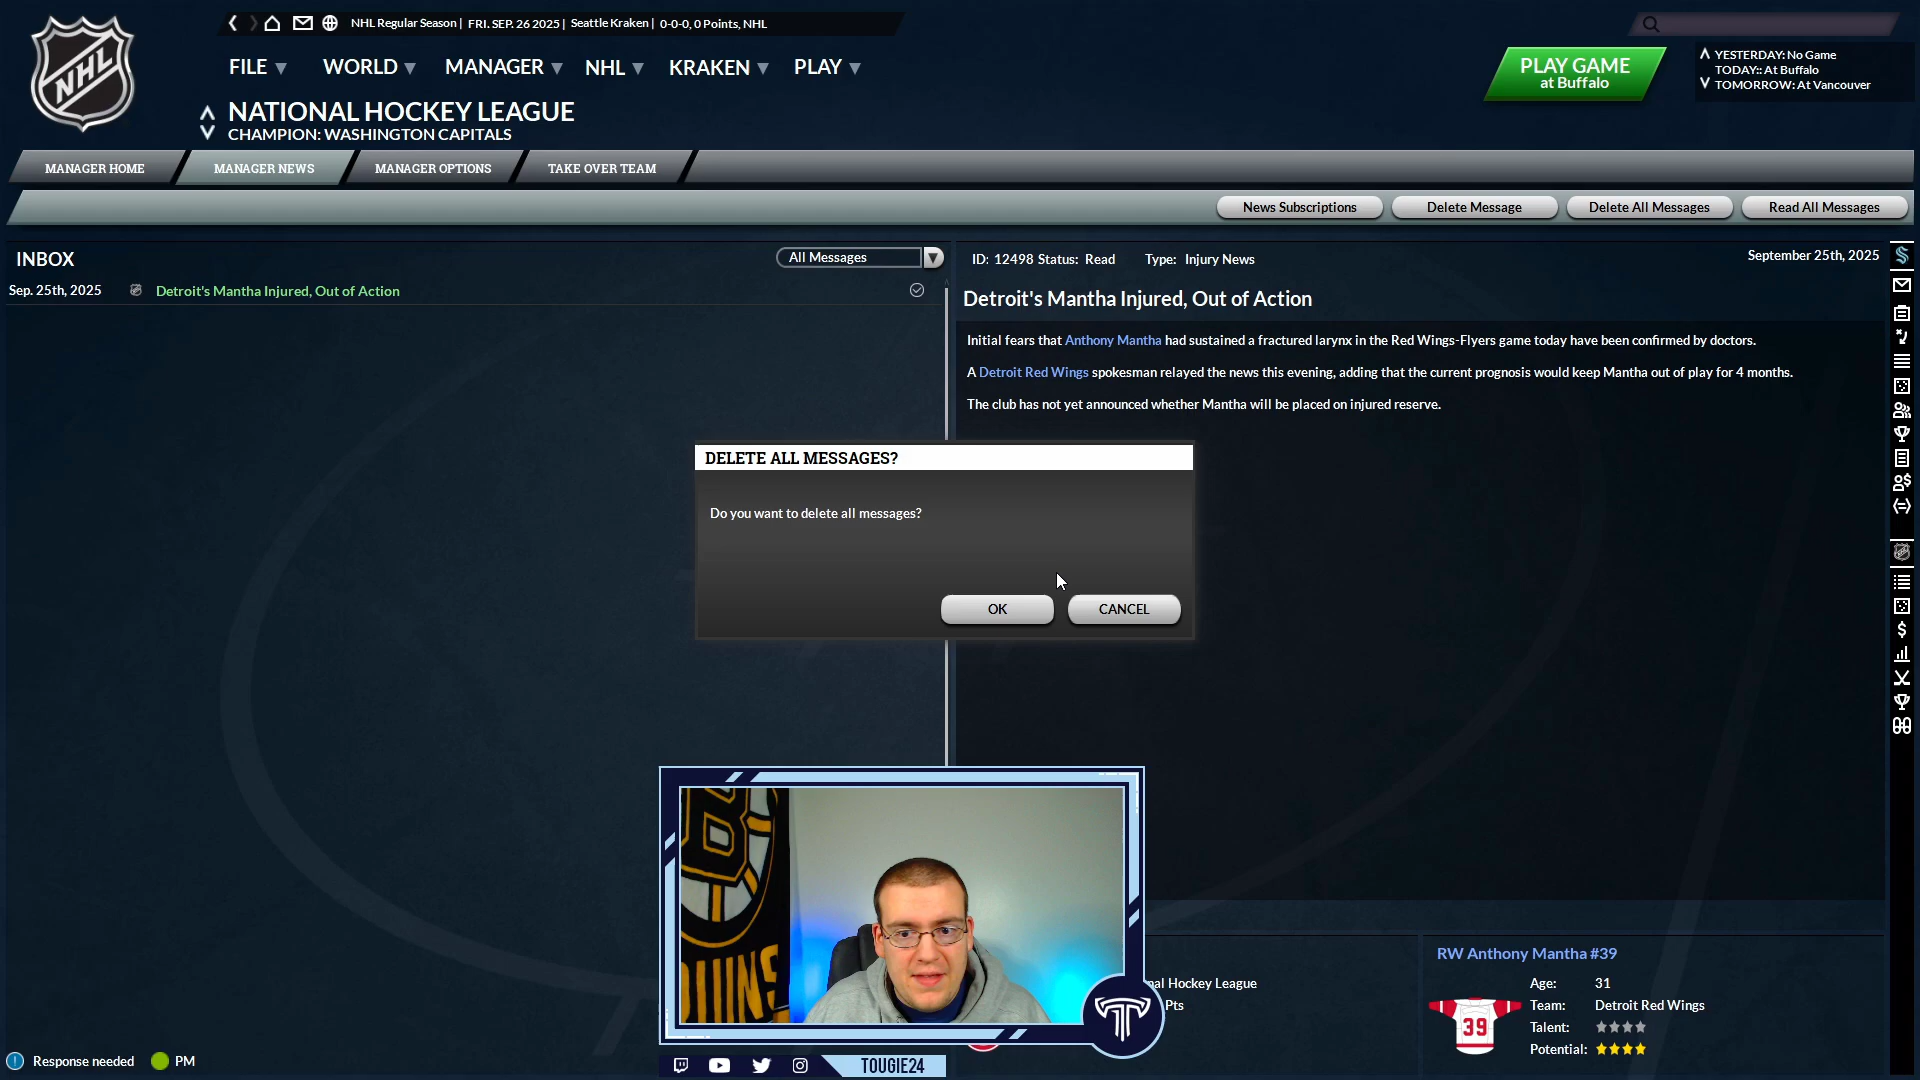 NHL
NHL Regular Season | FRI. SEP. 26 2025 | Seattle Kraken | 0-0-0, 0 Points, NHL
FILE WORLD MANAGER NHL KRAKEN PLAY
PLAY GAME
at Buffalo
YESTERDAY: No Game
TODAY:: At Buffalo
TOMORROW: At Vancouver
NATIONAL HOCKEY LEAGUE
CHAMPION: WASHINGTON CAPITALS
MANAGER HOME MANAGER NEWS MANAGER OPTIONS TAKE OVER TEAM
News Subscriptions Delete Message Delete All Messages Read All Messages
INBOX
All Messages
Sep. 25th, 2025 Detroit's Mantha Injured, Out of Action
ID: 12498 Status: Read Type: Injury News
September 25th, 2025
Detroit's Mantha Injured, Out of Action
Initial fears that Anthony Mantha had sustained a fractured larynx in the Red Wings-Flyers game today have been confirmed by doctors.
A Detroit Red Wings spokesman relayed the news this evening, adding that the current prognosis would keep Mantha out of play for 4 months.
The club has not yet announced whether Mantha will be placed on injured reserve.
DELETE ALL MESSAGES?
Do you want to delete all messages?
OK CANCEL
B
nal Hockey League
Pts
RW Anthony Mantha #39
39
Age: 31
Team: Detroit Red Wings
Talent:
Potential:
Response needed PM
TOUGIE24